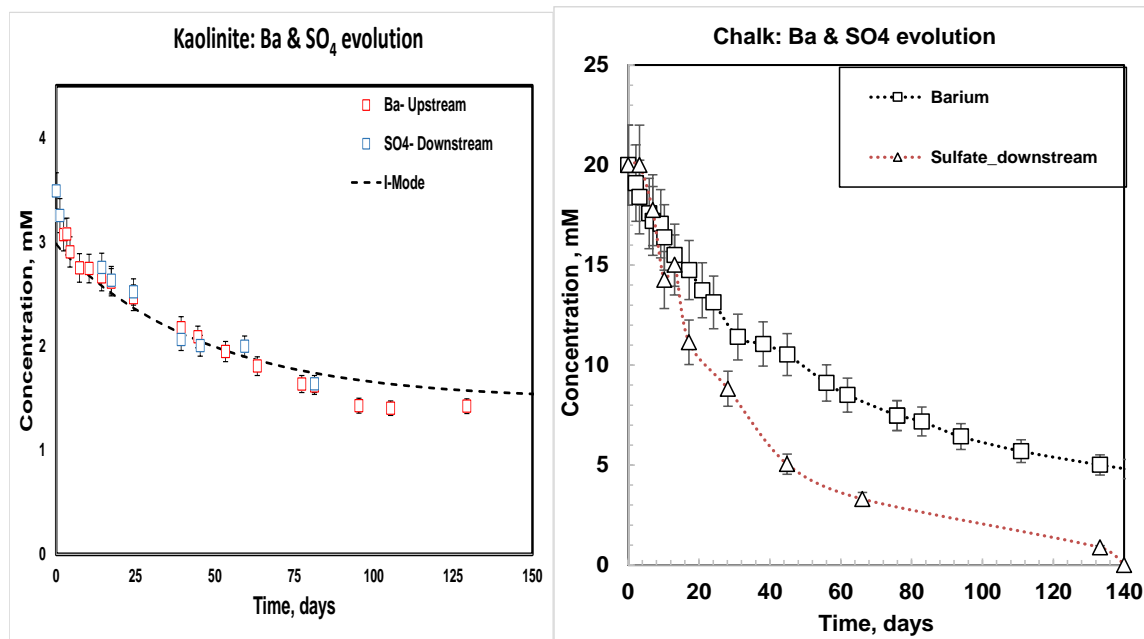 Kaolinite: Ba & SO4 evolution
Ba- Upstream
SO4- Downstream
I-Mode
Concentration, mM
4
3
2
1
0
0 25 50 75 100 125 150
Time, days
Chalk: Ba & SO4 evolution
Barium
Sulfate_downstream
Concentration , mM
25
20
15
10
5
0
0 20 40 60 80 100 120 140
Time, days